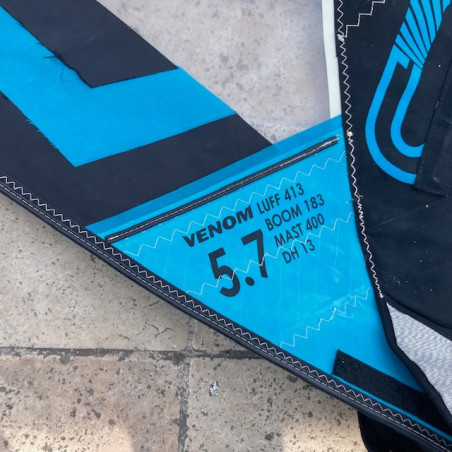 VENOM LUFF 413
5.7 BOOM 183
MAST 400
DH 13